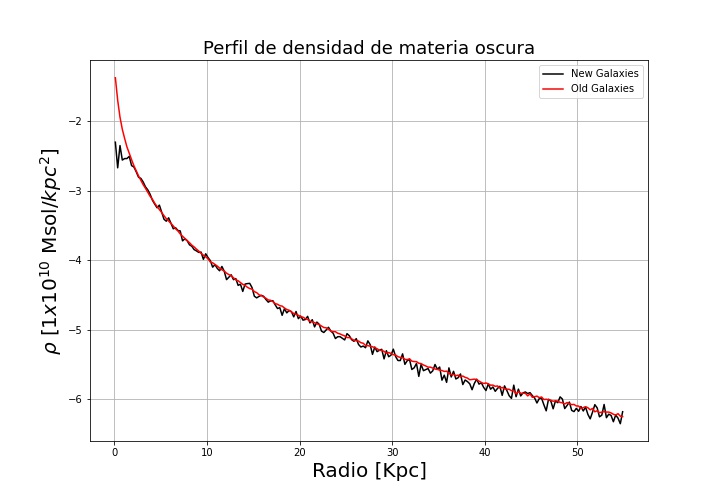 Perfil de densidad de materia oscura
New Galaxies
Old Galaxies
ρ [1x10¹⁰ Msol/kpc²]
−2
−3
−4
−5
−6
0 10 20 30 40 50
Radio [Kpc]